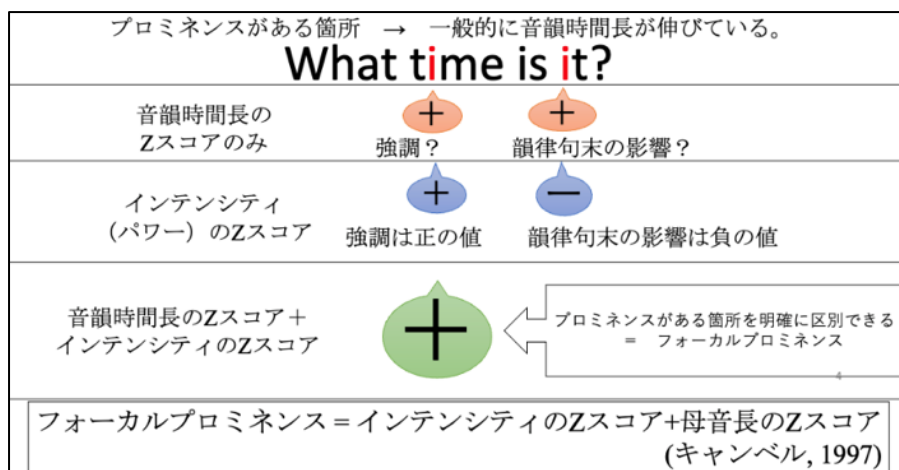 プロミネンスがある箇所 → 一般的に音韻時間長が伸びている。
What time is it?
音韻時間長の
Zスコアのみ
+
+
強調？
韻律句末の影響？
インテンシティ
（パワー）のZスコア
+
−
強調は正の値
韻律句末の影響は負の値
音韻時間長のZスコア＋
インテンシティのZスコア
+
プロミネンスがある箇所を明確に区別できる
＝ フォーカルプロミネンス
4
フォーカルプロミネンス＝インテンシティのZスコア+母音長のZスコア
(キャンベル, 1997)